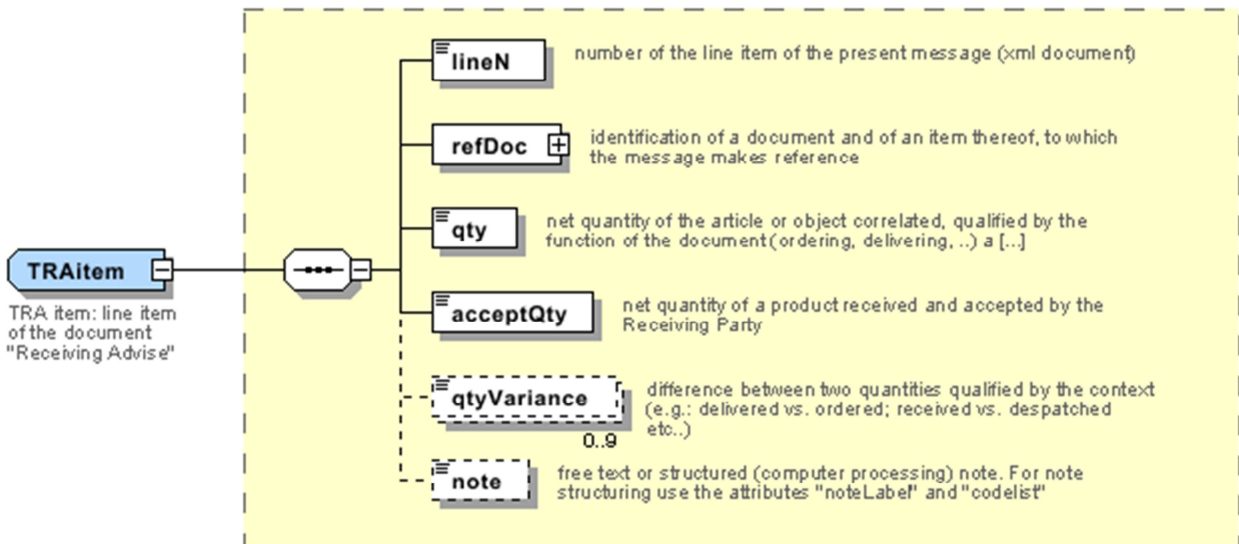 lineN
number of the line item of the present message (xml document)
refDoc
identification of a document and of an item thereof, to which
the message makes reference
qty
net quantity of the article or object correlated, qualified by the
function of the document (ordering, delivering, ..) a [...]
TRAitem
TRA item: line item
of the document
"Receiving Advise"
acceptQty
net quantity of a product received and accepted by the
Receiving Party
qtyVariance
difference between two quantities qualified by the context
(e.g.: delivered vs. ordered; received vs. despatched
etc..)
0..9
note
free text or structured (computer processing) note. For note
structuring use the attributes "noteLabel" and "codelist"